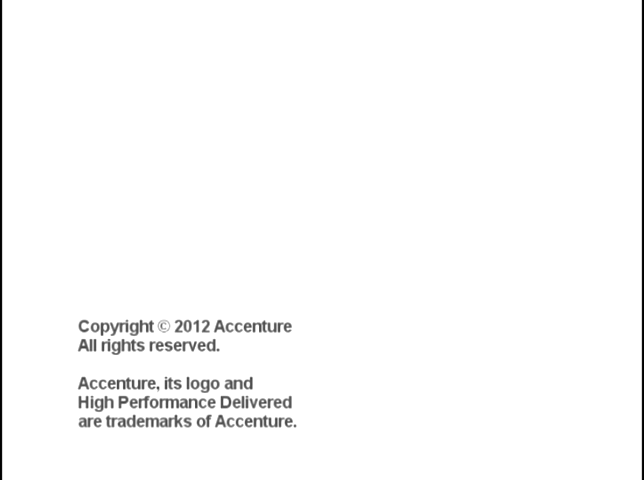 Copyright © 2012 Accenture
All rights reserved.
Accenture, its logo and
High Performance Delivered
are trademarks of Accenture.